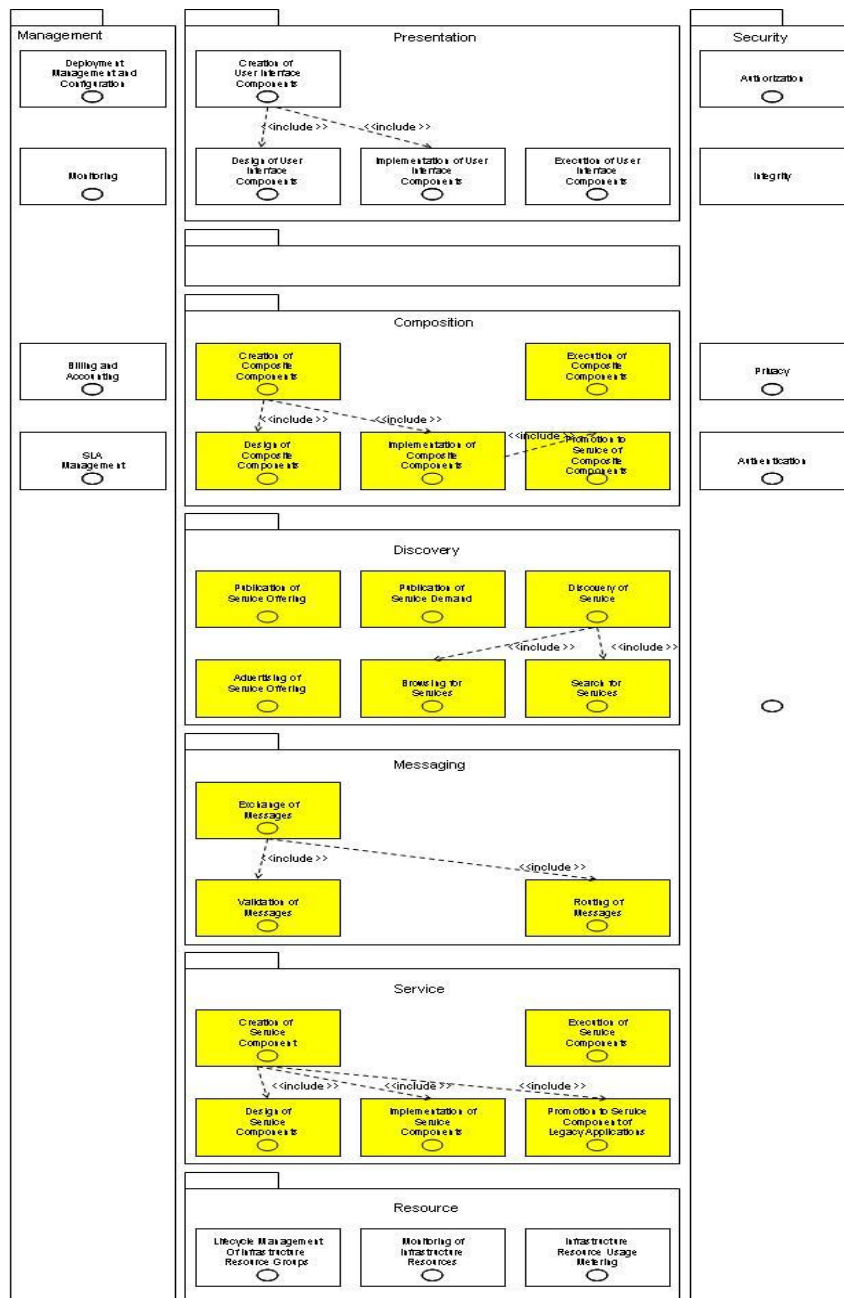 Management
Deployment
Management and
Configuration
Monitoring
Billing and
Accounting
SLA
Management
Presentation
Creation of
User Interface
Components
<<include >>
<<include >>
Design of User
Interface
Components
Implementation of User
Interface
Components
Execution of User
Interface
Components
Composition
Creation of
Composite
Components
Execution of
Composite
Components
<<include >>
<<include >>
<<include >>
Design of
Composite
Components
Implementation of
Composite
Components
Promotion to
Service of
Composite
Components
Discovery
Publication of
Service Offering
Publication of
Service Demand
Discovery of
Service
<<include >>
<<include >>
Advertising of
Service Offering
Browsing for
Services
Search for
Services
Messaging
Exchange of
Messages
<<include >>
<<include >>
Validation of
Messages
Routing of
Messages
Service
Creation of
Service
Component
Execution of
Service
Components
<<include >>
<<include >>
<<include >>
Design of
Service
Components
Implementation of
Service
Components
Promotion to Service
Component of
Legacy Applications
Resource
Lifecycle Management
Of Infrastructure
Resource Groups
Monitoring of
Infrastructure
Resources
Infrastructure
Resource Usage
Metering
Security
Authorization
Integrity
Privacy
Authentication